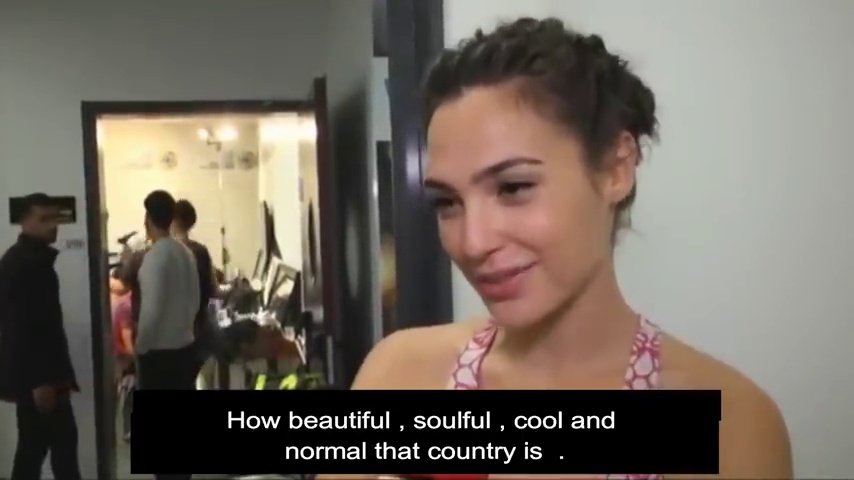 How beautiful , soulful , cool and
normal that country is  .